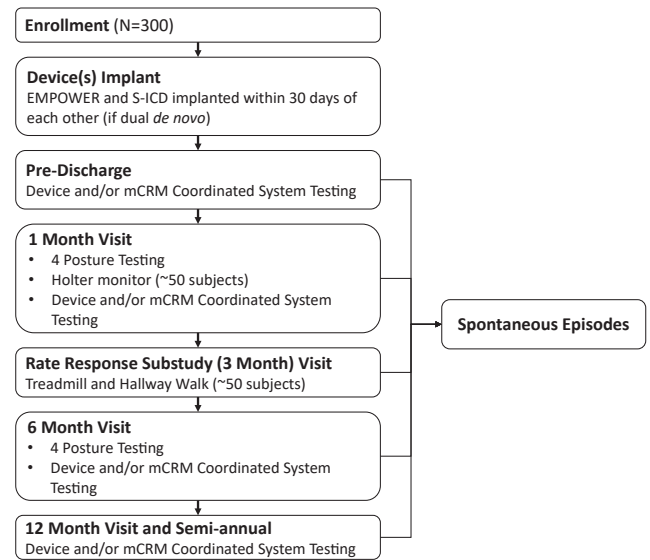 Enrollment (N=300)
Device(s) Implant
EMPOWER and S-ICD implanted within 30 days of
each other (if dual de novo)
Pre-Discharge
Device and/or mCRM Coordinated System Testing
1 Month Visit
• 4 Posture Testing
• Holter monitor (~50 subjects)
• Device and/or mCRM Coordinated System
Testing
Spontaneous Episodes
Rate Response Substudy (3 Month) Visit
Treadmill and Hallway Walk (~50 subjects)
6 Month Visit
• 4 Posture Testing
• Device and/or mCRM Coordinated System
Testing
12 Month Visit and Semi-annual
Device and/or mCRM Coordinated System Testing